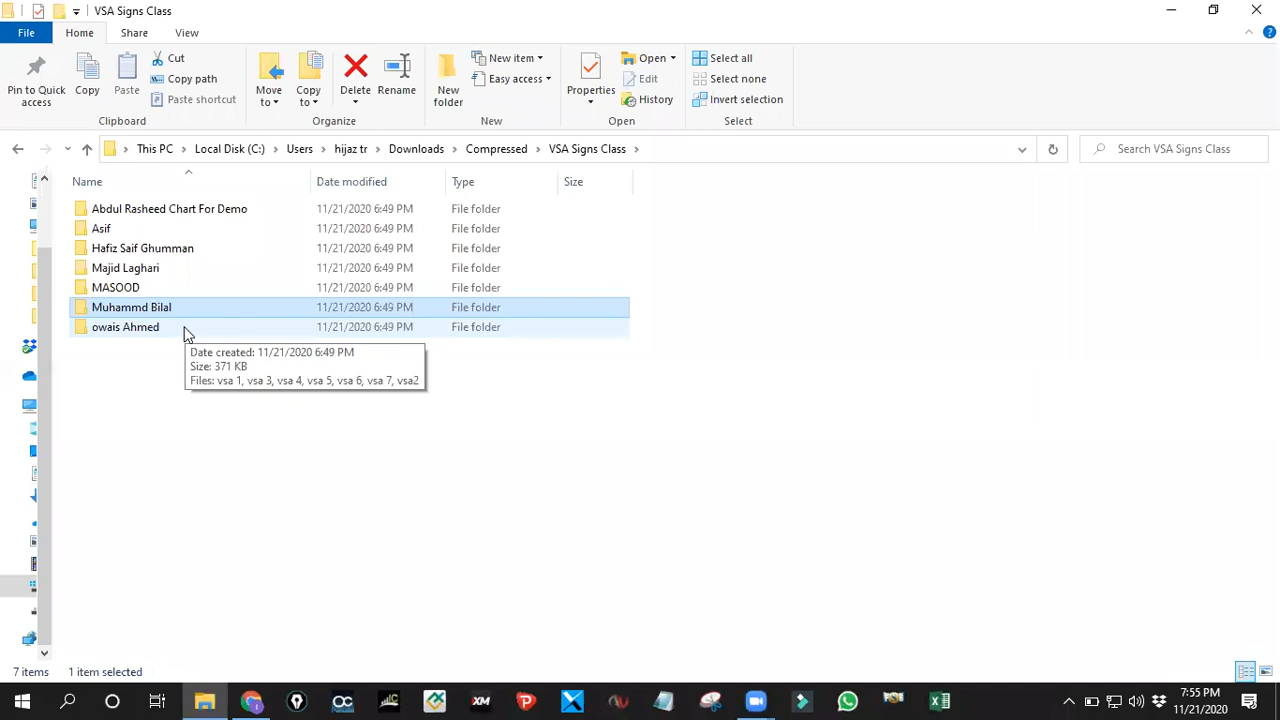 VSA Signs Class
File Home Share View
Pin to Quick access
Copy
Paste
Cut
Copy path
Paste shortcut
Clipboard
Move to
Copy to
Delete
Rename
Organize
New folder
New item
Easy access
New
Properties
Open
Edit
History
Open
Select all
Select none
Invert selection
Select
This PC Local Disk (C:) Users hijaz tr Downloads Compressed VSA Signs Class
Search VSA Signs Class
Name Date modified Type Size
Abdul Rasheed Chart For Demo 11/21/2020 6:49 PM File folder
Asif 11/21/2020 6:49 PM File folder
Hafiz Saif Ghumman 11/21/2020 6:49 PM File folder
Majid Laghari 11/21/2020 6:49 PM File folder
MASOOD 11/21/2020 6:49 PM File folder
Muhammd Bilal 11/21/2020 6:49 PM File folder
owais Ahmed 11/21/2020 6:49 PM File folder
Date created: 11/21/2020 6:49 PM
Size: 371 KB
Files: vsa 1, vsa 3, vsa 4, vsa 5, vsa 6, vsa 7, vsa2
7 items 1 item selected
XM
7:55 PM
11/21/2020